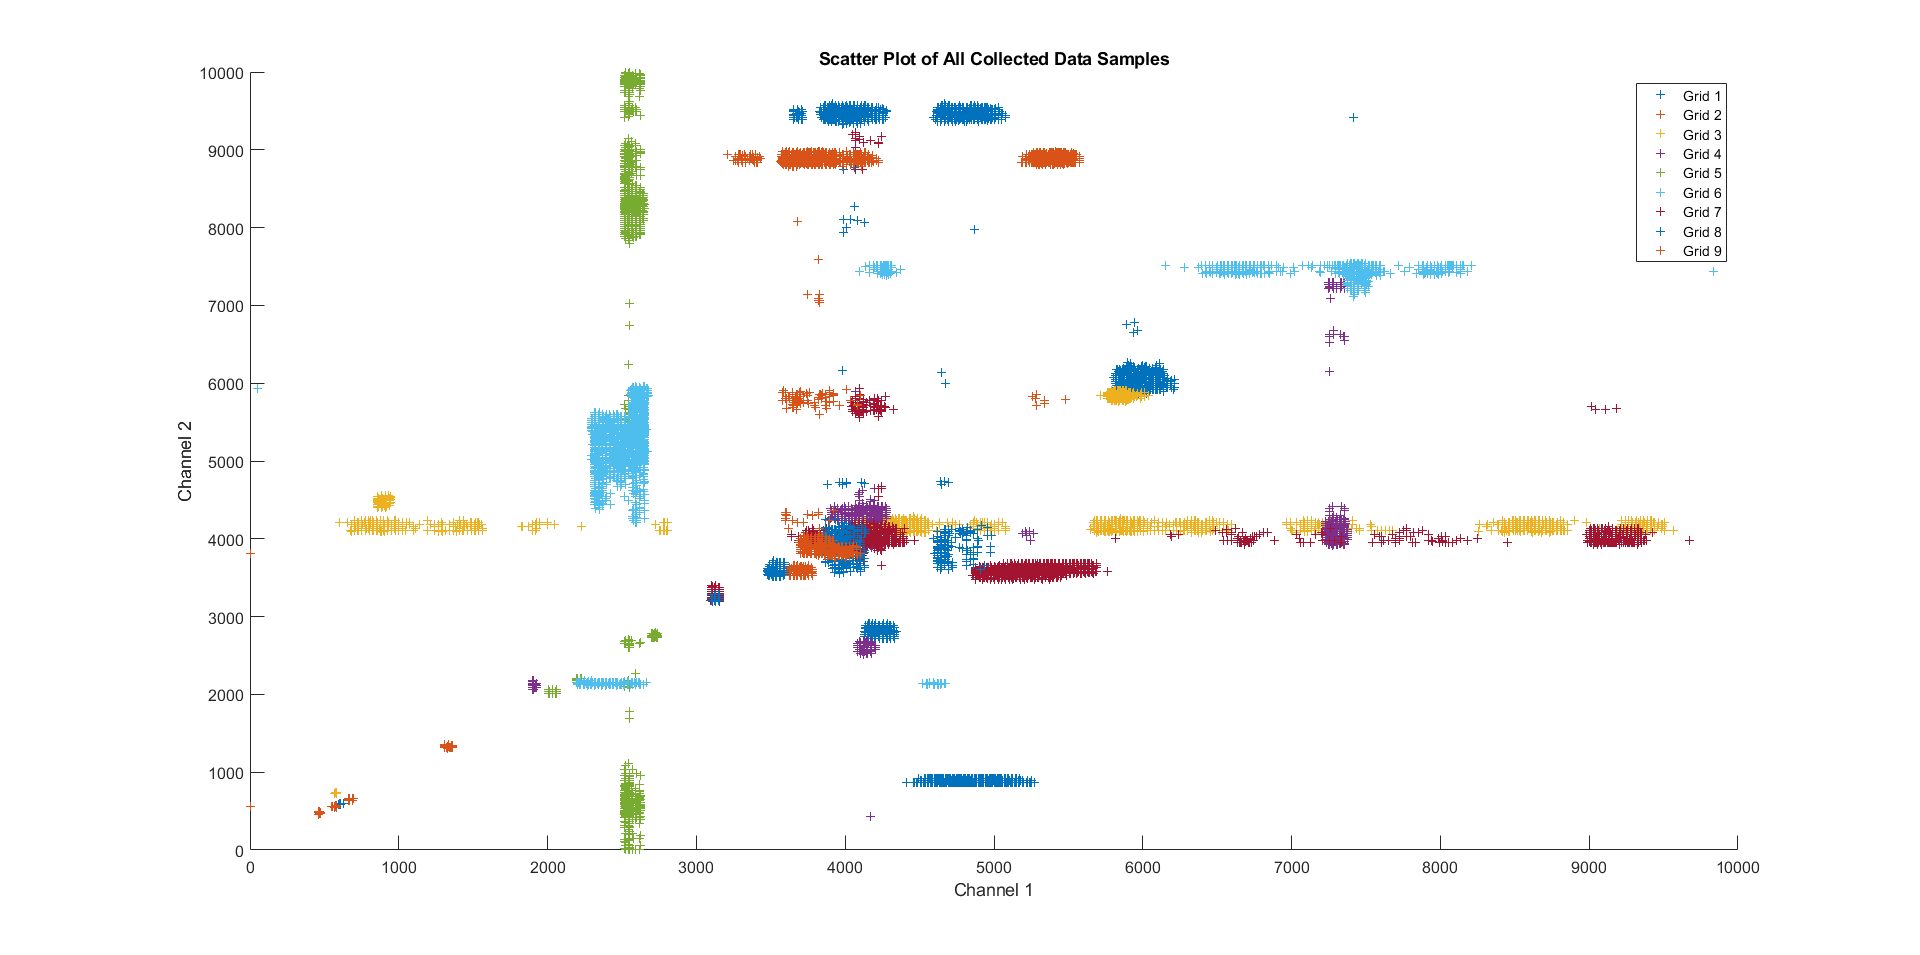 Scatter Plot of All Collected Data Samples
10000
9000
8000
7000
6000
5000
4000
3000
2000
1000
0
Channel 2
Grid 1
Grid 2
Grid 3
Grid 4
Grid 5
Grid 6
Grid 7
Grid 8
Grid 9
0 1000 2000 3000 4000 5000 6000 7000 8000 9000 10000
Channel 1